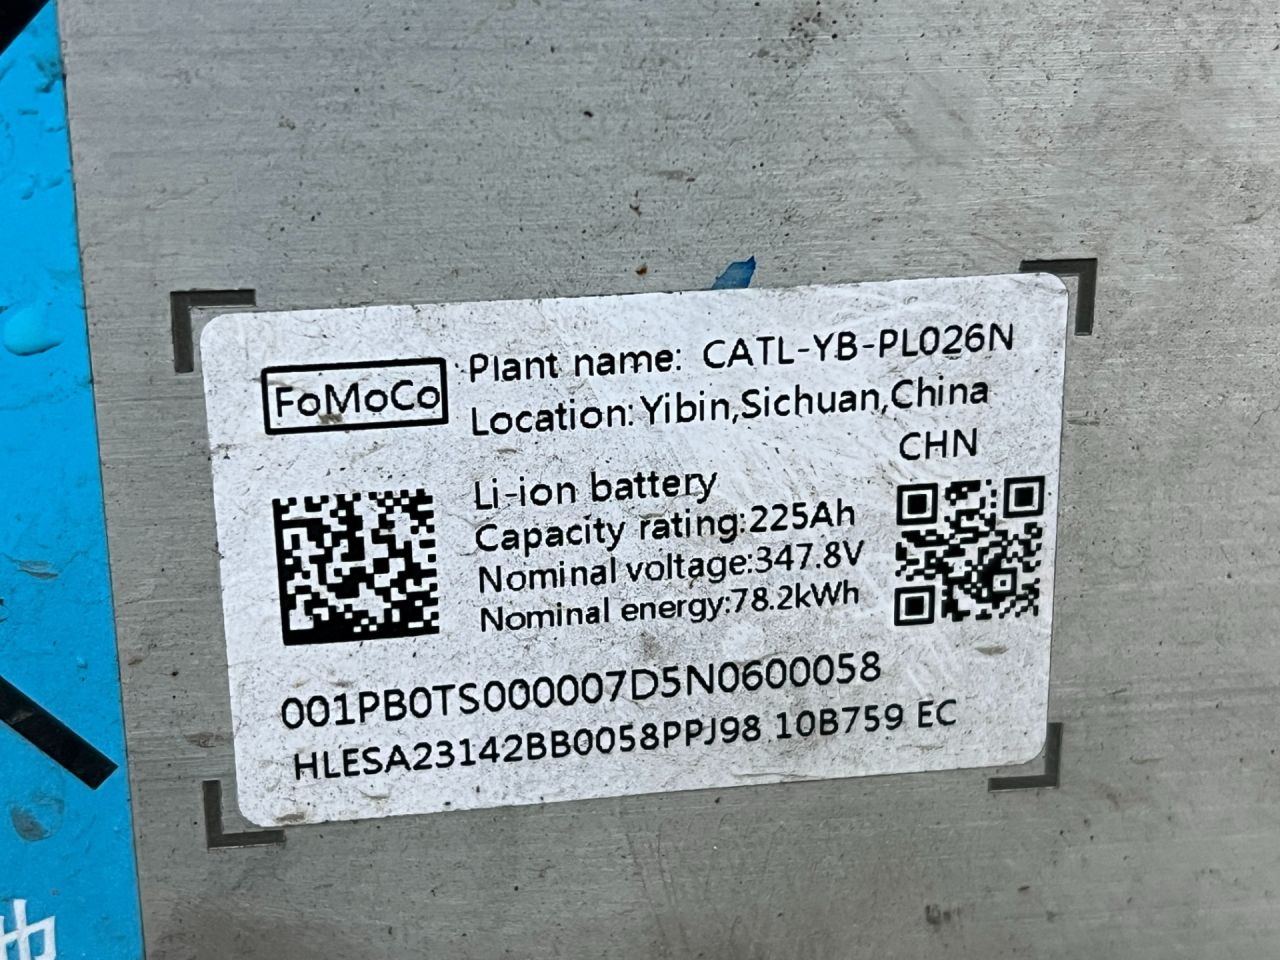 FoMoCo
Plant name: CATL-YB-PL026N
Location:Yibin,Sichuan,China
CHN
Li-ion battery
Capacity rating:225Ah
Nominal voltage:347.8V
Nominal energy:78.2kWh
001PB0TS000007D5N0600058
HLESA23142BB0058PPJ98 10B759 EC